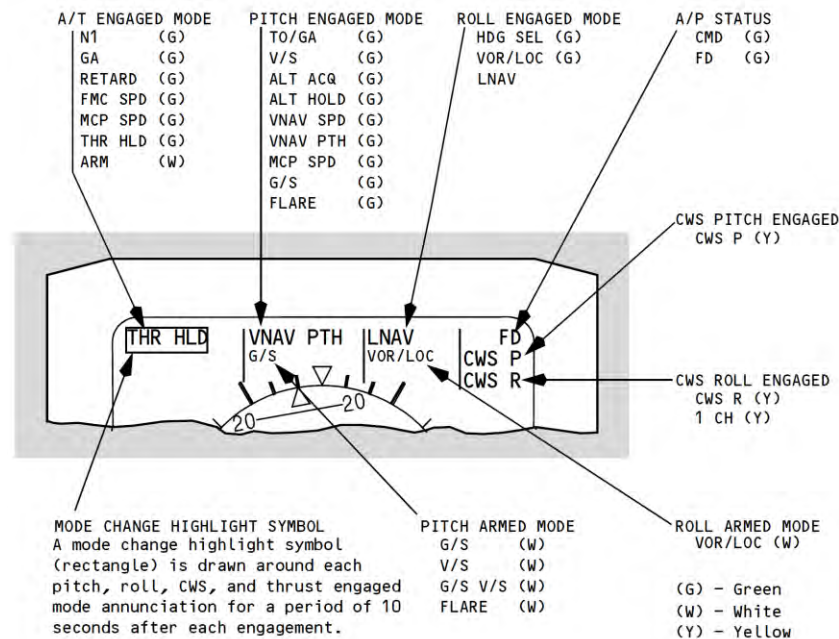 A/T ENGAGED MODE
N1 (G)
GA (G)
RETARD (G)
FMC SPD (G)
MCP SPD (G)
THR HLD (G)
ARM (W)
PITCH ENGAGED MODE
TO/GA (G)
V/S (G)
ALT ACQ (G)
ALT HOLD (G)
VNAV SPD (G)
VNAV PTH (G)
MCP SPD (G)
G/S (G)
FLARE (G)
ROLL ENGAGED MODE
HDG SEL (G)
VOR/LOC (G)
LNAV
A/P STATUS
CMD (G)
FD (G)
CWS PITCH ENGAGED
CWS P (Y)
THR HLD
VNAV PTH
G/S
LNAV
VOR/LOC
FD
CWS P
CWS R
20
20
CWS ROLL ENGAGED
CWS R (Y)
1 CH (Y)
MODE CHANGE HIGHLIGHT SYMBOL
A mode change highlight symbol
(rectangle) is drawn around each
pitch, roll, CWS, and thrust engaged
mode annunciation for a period of 10
seconds after each engagement.
PITCH ARMED MODE
G/S (W)
V/S (W)
G/S V/S (W)
FLARE (W)
ROLL ARMED MODE
VOR/LOC (W)
(G) - Green
(W) - White
(Y) - Yellow